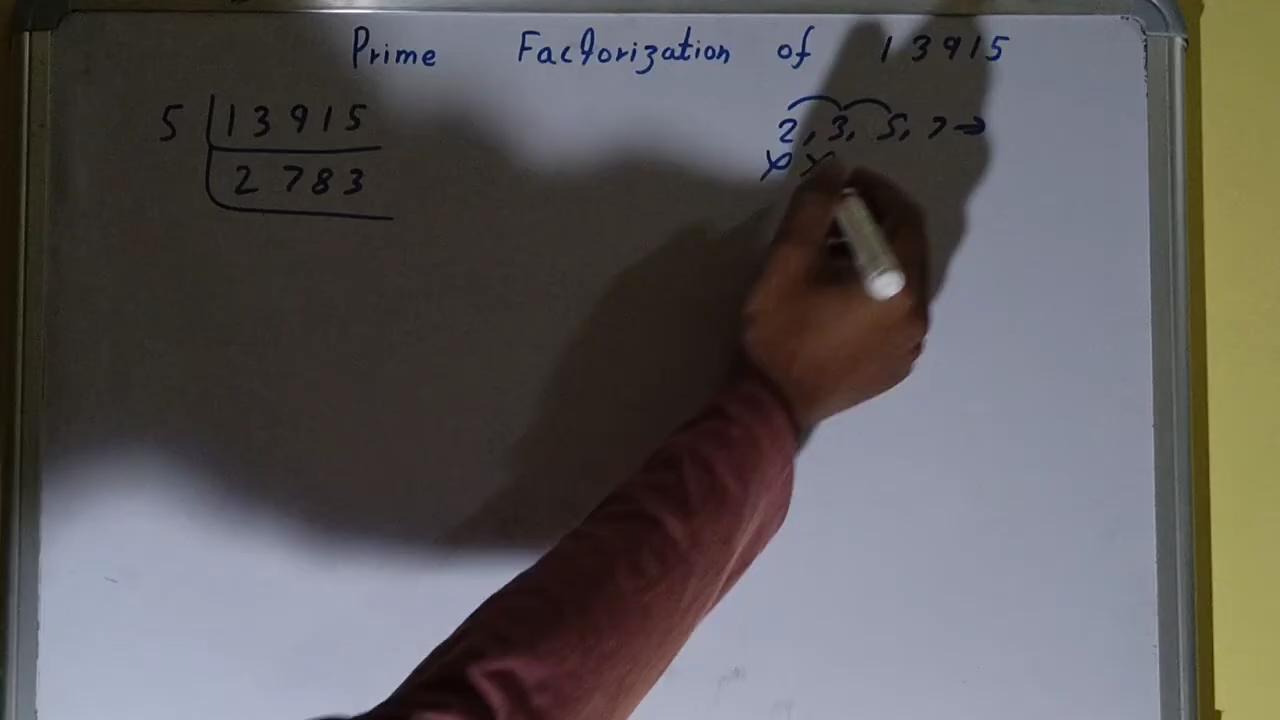 Prime Factorization of 13915
5 13915
2783
2, 3, 5, 7 →